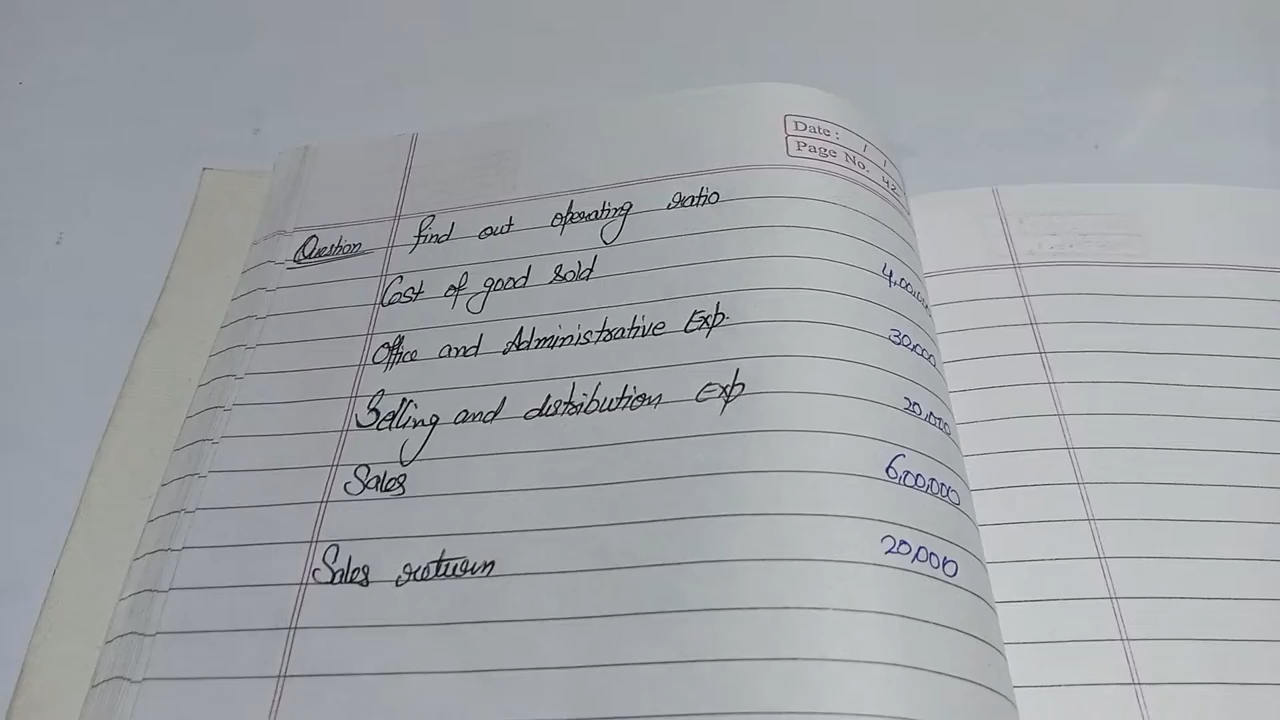 Date: / /
Page No. 42
Question find out operating ratio
Cost of good sold 4,00,000
Office and Administrative Exp. 30,000
Selling and distribution Exp 20,000
Sales 6,00,000
Sales return 20,000